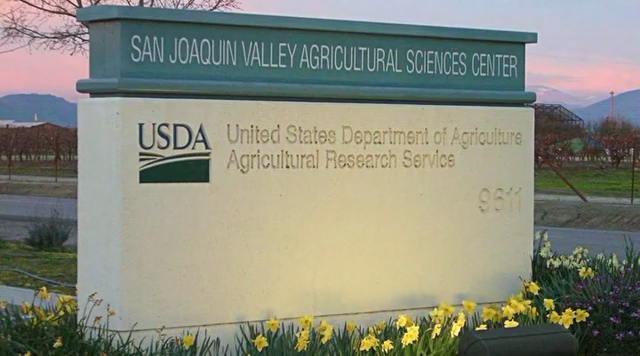 SAN JOAQUIN VALLEY AGRICULTURAL SCIENCES CENTER
USDA
United States Department of Agriculture
Agricultural Research Service
9611